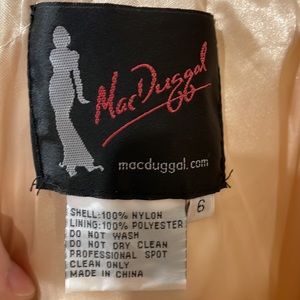 Mac Duggal
macduggal.com
SHELL:100% NYLON
LINING:100% POLYESTER
DO NOT WASH
DO NOT DRY CLEAN
PROFESSIONAL SPOT
CLEAN ONLY
MADE IN CHINA
6